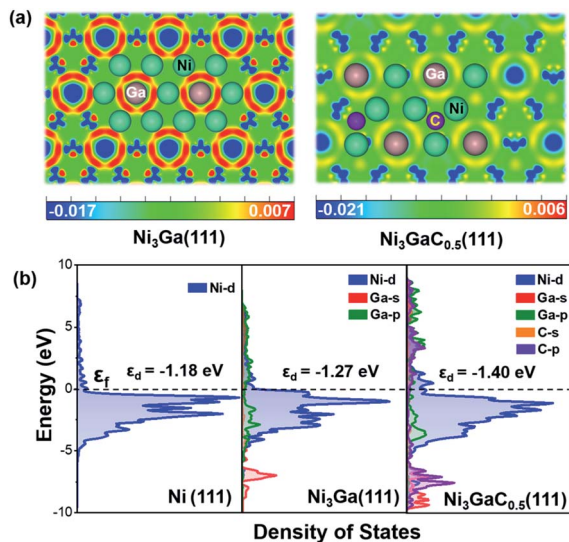 (a)
Ni
Ga
Ga
Ni
C
-0.017 0.007
-0.021 0.006
Ni₃Ga(111)
Ni₃GaC₀.₅(111)
(b)
10
5
0
-5
-10
Energy (eV)
Ni-d
Ni-d
Ga-s
Ga-p
Ni-d
Ga-s
Ga-p
C-s
C-p
εf
εd = -1.18 eV
εd = -1.27 eV
εd = -1.40 eV
Ni (111)
Ni₃Ga(111)
Ni₃GaC₀.₅(111)
Density of States